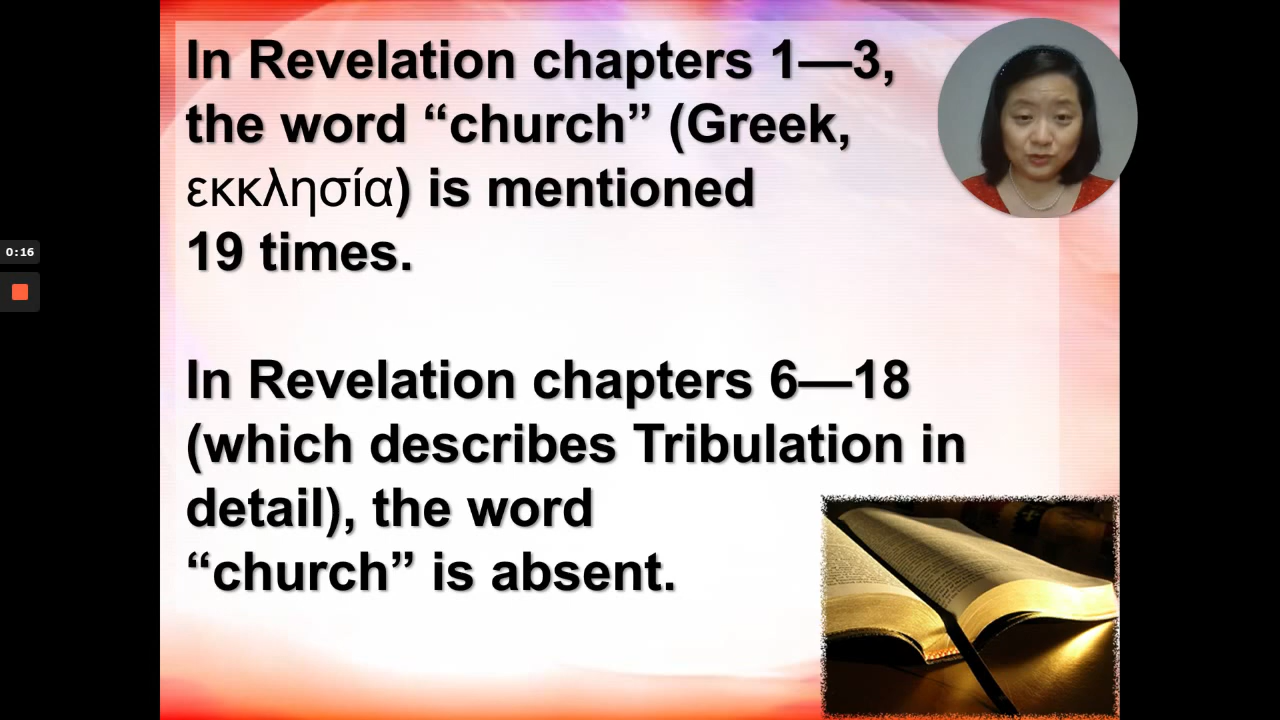 In Revelation chapters 1—3,
the word “church” (Greek,
εκκλησία) is mentioned
19 times.
In Revelation chapters 6—18
(which describes Tribulation in
detail), the word
“church” is absent.
0:16